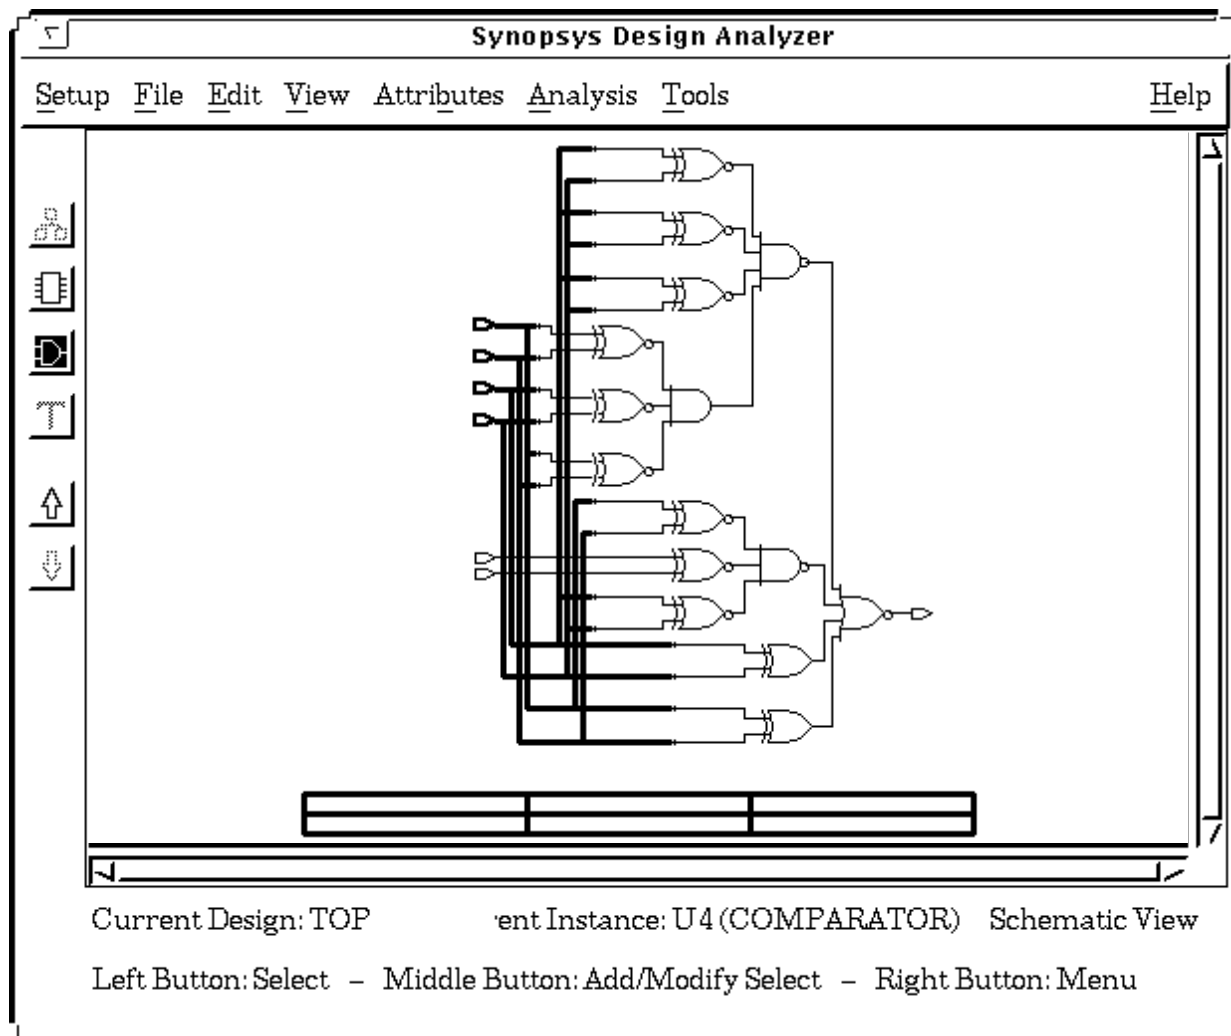 Synopsys Design Analyzer
Setup File Edit View Attributes Analysis Tools Help
Current Design: TOP rent Instance: U4 (COMPARATOR) Schematic View
Left Button: Select – Middle Button: Add/Modify Select – Right Button: Menu